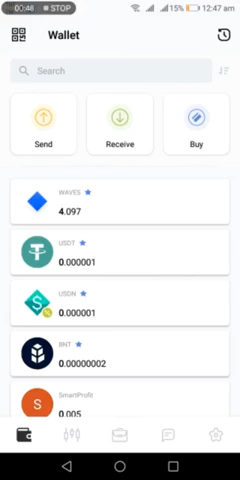 00:48 STOP 15% 12:47 am
Wallet
Search
Send Receive Buy
WAVES
4.097
USDT
0.000001
USDN
0.000001
BNT
0.00000002
S SmartProfit
0.005